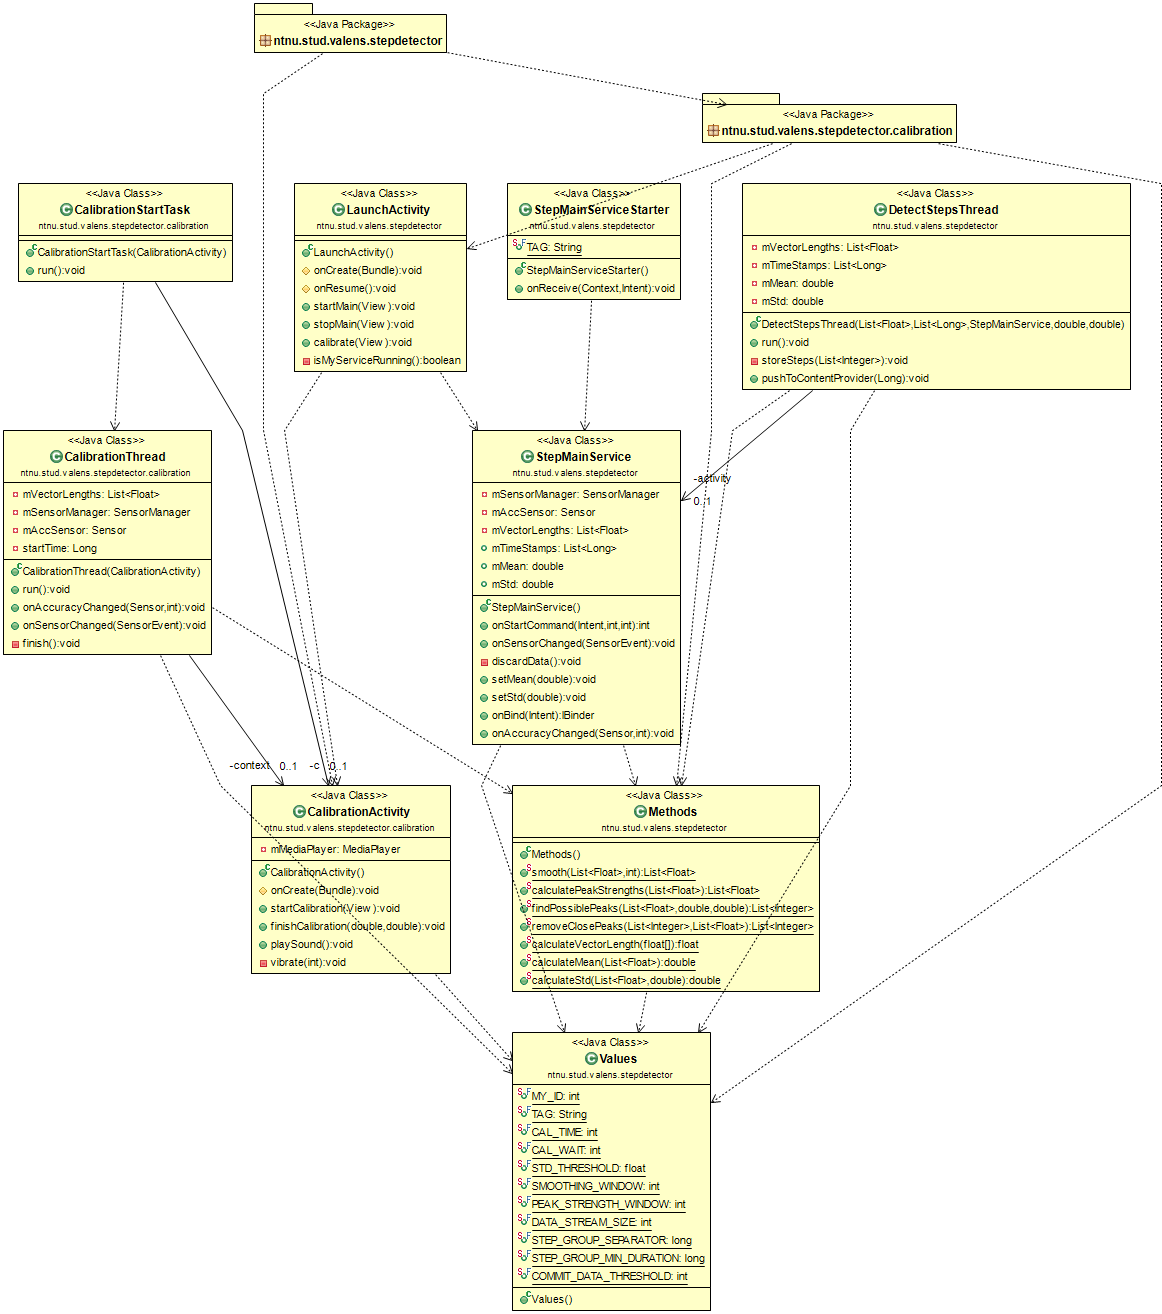 <<Java Package>>
ntnu.stud.valens.stepdetector
<<Java Package>>
ntnu.stud.valens.stepdetector.calibration
<<Java Class>>
CalibrationStartTask
ntnu.stud.valens.stepdetector.calibration
CalibrationStartTask(CalibrationActivity)
run():void
<<Java Class>>
LaunchActivity
ntnu.stud.valens.stepdetector
LaunchActivity()
onCreate(Bundle):void
onResume():void
startMain(View):void
stopMain(View):void
calibrate(View):void
isMyServiceRunning():boolean
<<Java Class>>
StepMainServiceStarter
ntnu.stud.valens.stepdetector
TAG: String
StepMainServiceStarter()
onReceive(Context,Intent):void
<<Java Class>>
DetectStepsThread
ntnu.stud.valens.stepdetector
mVectorLengths: List<Float>
mTimeStamps: List<Long>
mMean: double
mStd: double
DetectStepsThread(List<Float>,List<Long>,StepMainService,double,double)
run():void
storeSteps(List<Integer>):void
pushToContentProvider(Long):void
<<Java Class>>
CalibrationThread
ntnu.stud.valens.stepdetector.calibration
mVectorLengths: List<Float>
mSensorManager: SensorManager
mAccSensor: Sensor
startTime: Long
CalibrationThread(CalibrationActivity)
run():void
onAccuracyChanged(Sensor,int):void
onSensorChanged(SensorEvent):void
finish():void
<<Java Class>>
StepMainService
ntnu.stud.valens.stepdetector
mSensorManager: SensorManager
mAccSensor: Sensor
mVectorLengths: List<Float>
mTimeStamps: List<Long>
mMean: double
mStd: double
StepMainService()
onStartCommand(Intent,int,int):int
onSensorChanged(SensorEvent):void
discardData():void
setMean(double):void
setStd(double):void
onBind(Intent):IBinder
onAccuracyChanged(Sensor,int):void
-activity
0..1
-context 0..1 -c 0..1
<<Java Class>>
CalibrationActivity
ntnu.stud.valens.stepdetector.calibration
mMediaPlayer: MediaPlayer
CalibrationActivity()
onCreate(Bundle):void
startCalibration(View):void
finishCalibration(double,double):void
playSound():void
vibrate(int):void
<<Java Class>>
Methods
ntnu.stud.valens.stepdetector
Methods()
smooth(List<Float>,int):List<Float>
calculatePeakStrengths(List<Float>):List<Float>
findPossiblePeaks(List<Float>,double,double):List<Integer>
removeClosePeaks(List<Integer>,List<Float>):List<Integer>
calculateVectorLength(float[]):float
calculateMean(List<Float>):double
calculateStd(List<Float>,double):double
<<Java Class>>
Values
ntnu.stud.valens.stepdetector
MY_ID: int
TAG: String
CAL_TIME: int
CAL_WAIT: int
STD_THRESHOLD: float
SMOOTHING_WINDOW: int
PEAK_STRENGTH_WINDOW: int
DATA_STREAM_SIZE: int
STEP_GROUP_SEPARATOR: long
STEP_GROUP_MIN_DURATION: long
COMMIT_DATA_THRESHOLD: int
Values()